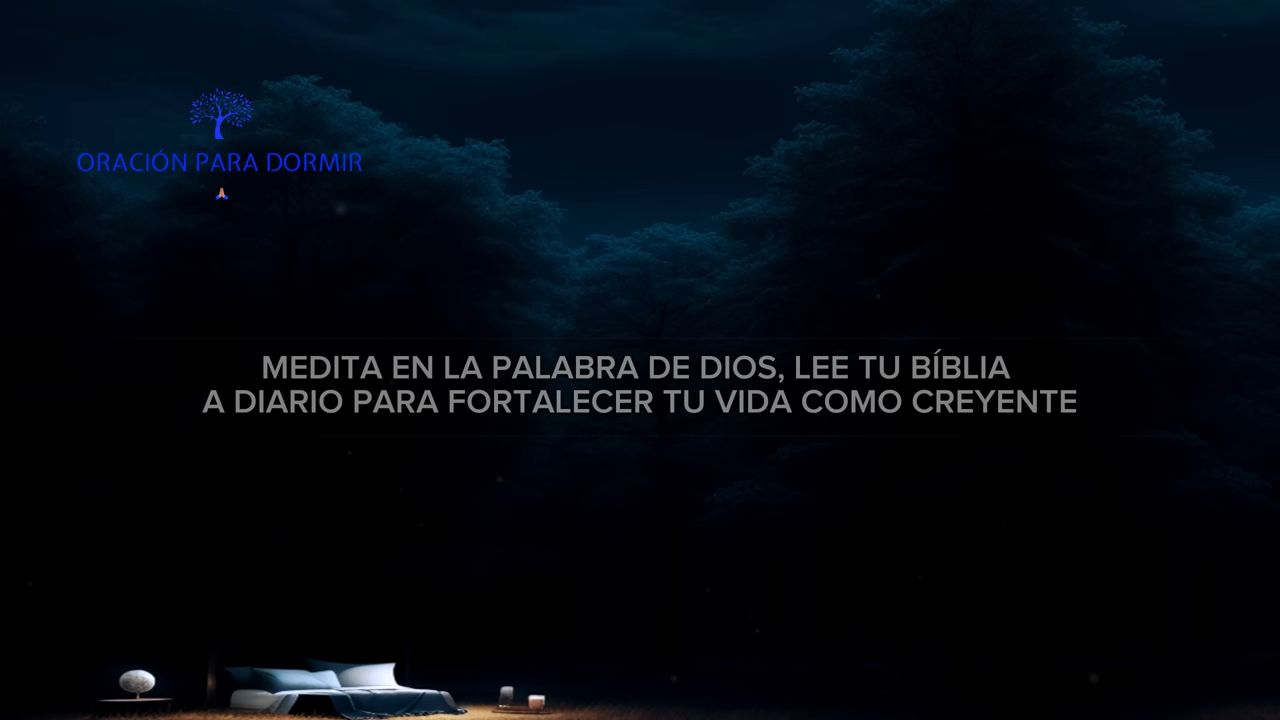 ORACIÓN PARA DORMIR
MEDITA EN LA PALABRA DE DIOS, LEE TU BÍBLIA
A DIARIO PARA FORTALECER TU VIDA COMO CREYENTE